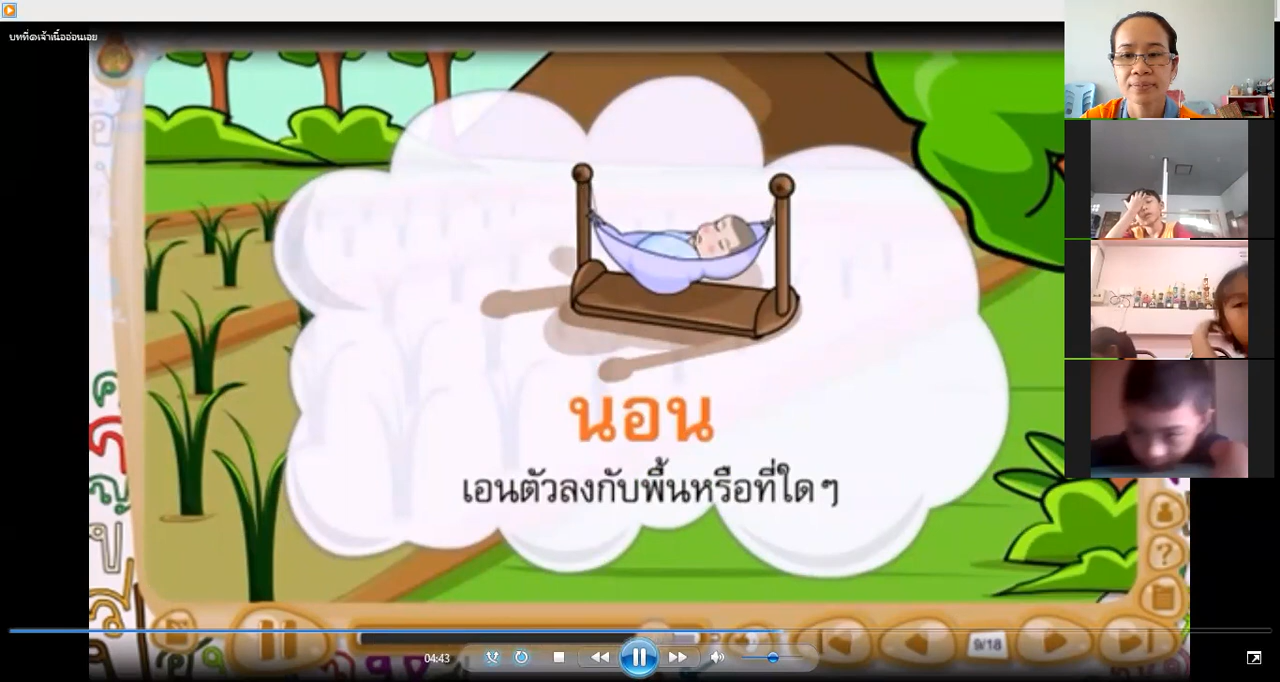 บทที่๑เจ้าเนื้ออ่อนเอย
นอน
เอนตัวลงกับพื้นหรือที่ใดๆ
9/18
04:43